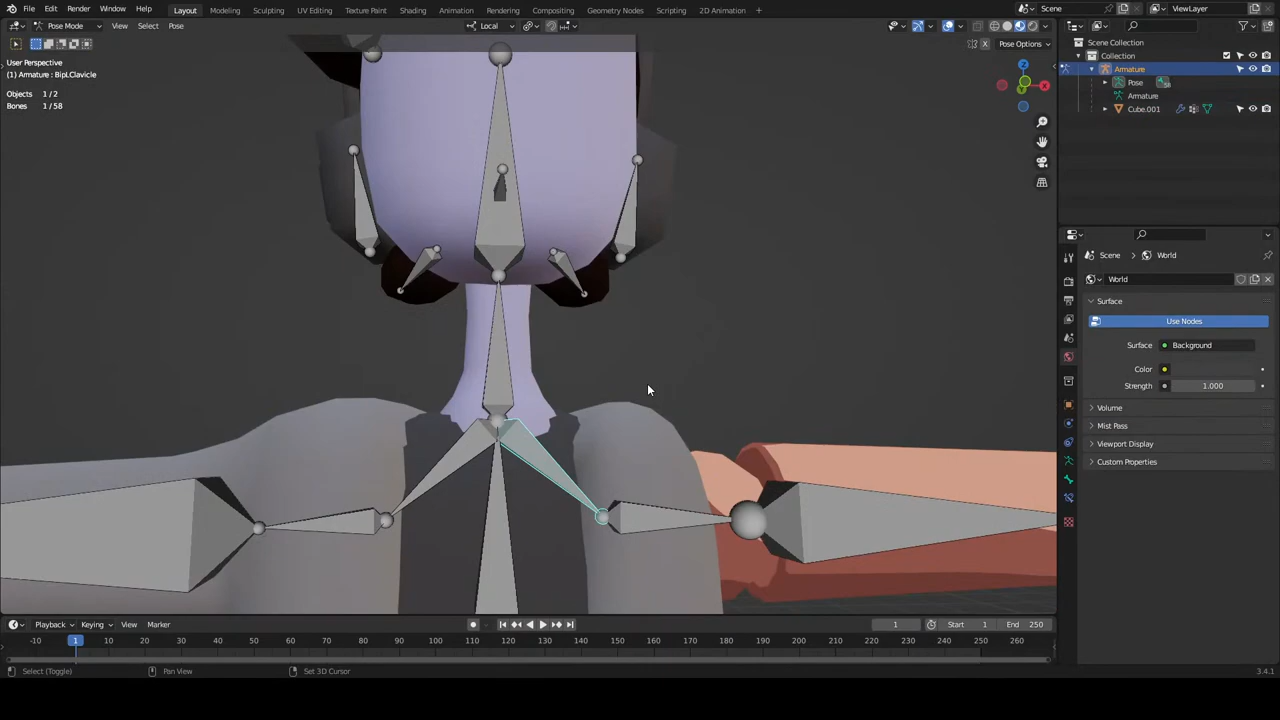 File Edit Render Window Help Layout Modeling Sculpting UV Editing Texture Paint Shading Animation Rendering Compositing Geometry Nodes Scripting 2D Animation + Scene ViewLayer
Pose Mode View Select Pose Local
Pose Options
User Perspective
(1) Armature : Bip.L.Clavicle
Objects 1/2
Bones 1/58
Z
X
Y
Scene Collection
Collection
Armature
Pose 58
Armature
Cube.001
Scene > World
World
Surface
Use Nodes
Surface: Background
Color
Strength 1.000
Volume
Mist Pass
Viewport Display
Custom Properties
Playback Keying View Marker 1 Start 1 End 250
-10 1 10 20 30 40 50 60 70 80 90 100 110 120 130 140 150 160 170 180 190 200 210 220 230 240 250 260
Select (Toggle) Pan View Set 3D Cursor 3.4.1